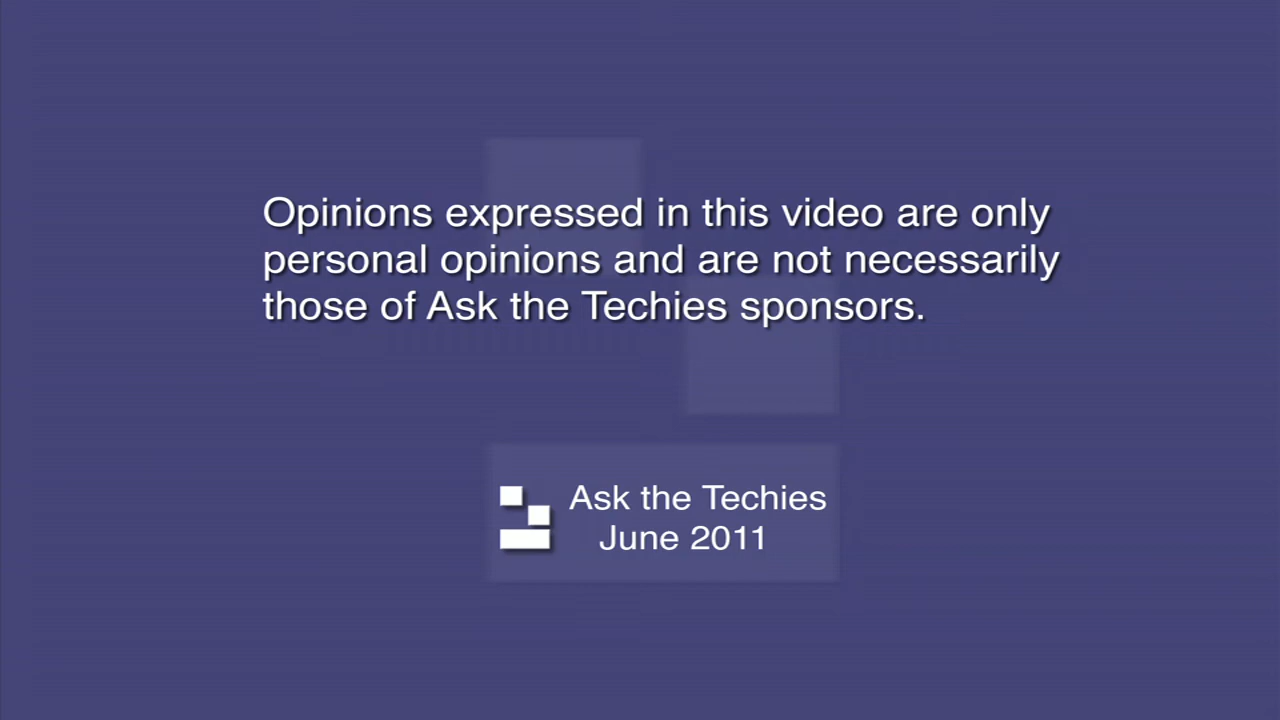 Opinions expressed in this video are only
personal opinions and are not necessarily
those of Ask the Techies sponsors.
Ask the Techies
June 2011